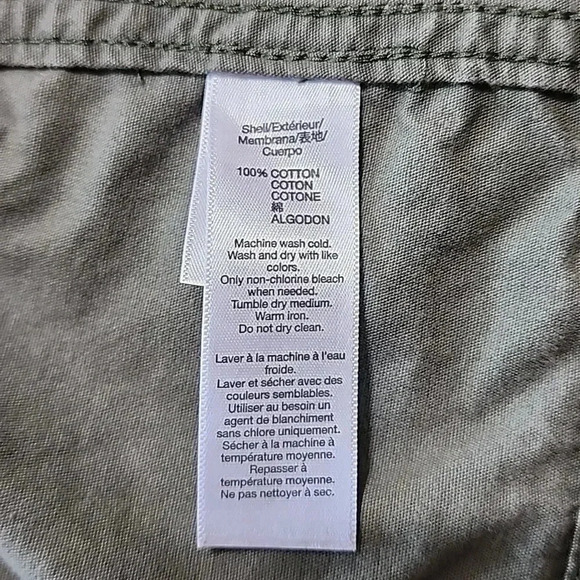 Shell/Extérieur/
Membrana/表地/
Cuerpo
100% COTTON
COTON
COTONE
綿
ALGODON
Machine wash cold.
Wash and dry with like
colors.
Only non-chlorine bleach
when needed.
Tumble dry medium.
Warm iron.
Do not dry clean.
Laver à la machine à l'eau
froide.
Laver et sécher avec des
couleurs semblables.
Utiliser au besoin un
agent de blanchiment
sans chlore uniquement.
Sécher à la machine à
température moyenne.
Repasser à
température moyenne.
Ne pas nettoyer à sec.